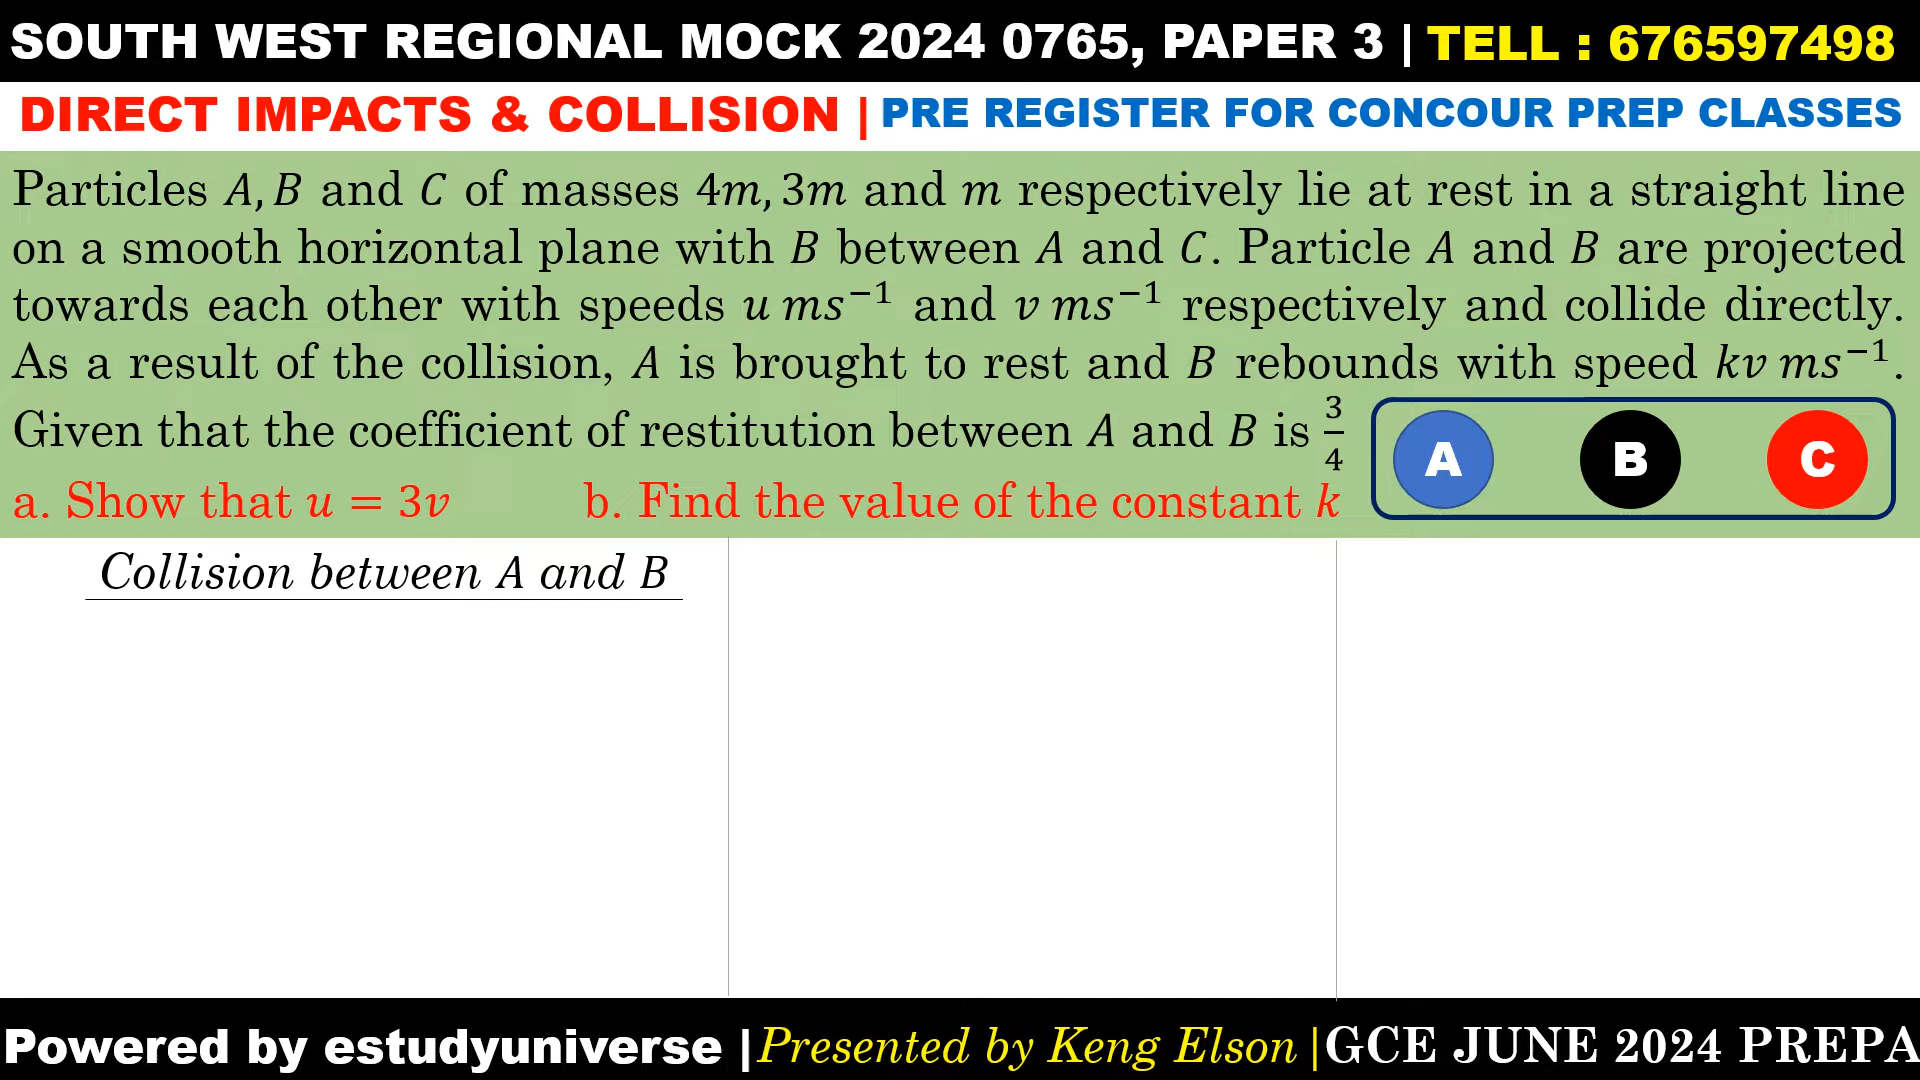 SOUTH WEST REGIONAL MOCK 2024 0765, PAPER 3 | TELL : 676597498
DIRECT IMPACTS & COLLISION | PRE REGISTER FOR CONCOUR PREP CLASSES
Particles A, B and C of masses 4m, 3m and m respectively lie at rest in a straight line
on a smooth horizontal plane with B between A and C. Particle A and B are projected
towards each other with speeds u ms⁻¹ and v ms⁻¹ respectively and collide directly.
As a result of the collision, A is brought to rest and B rebounds with speed kv ms⁻¹.
Given that the coefficient of restitution between A and B is 3/4
a. Show that u = 3v b. Find the value of the constant k
A B C
Collision between A and B
Powered by estudyuniverse | Presented by Keng Elson | GCE JUNE 2024 PREPA